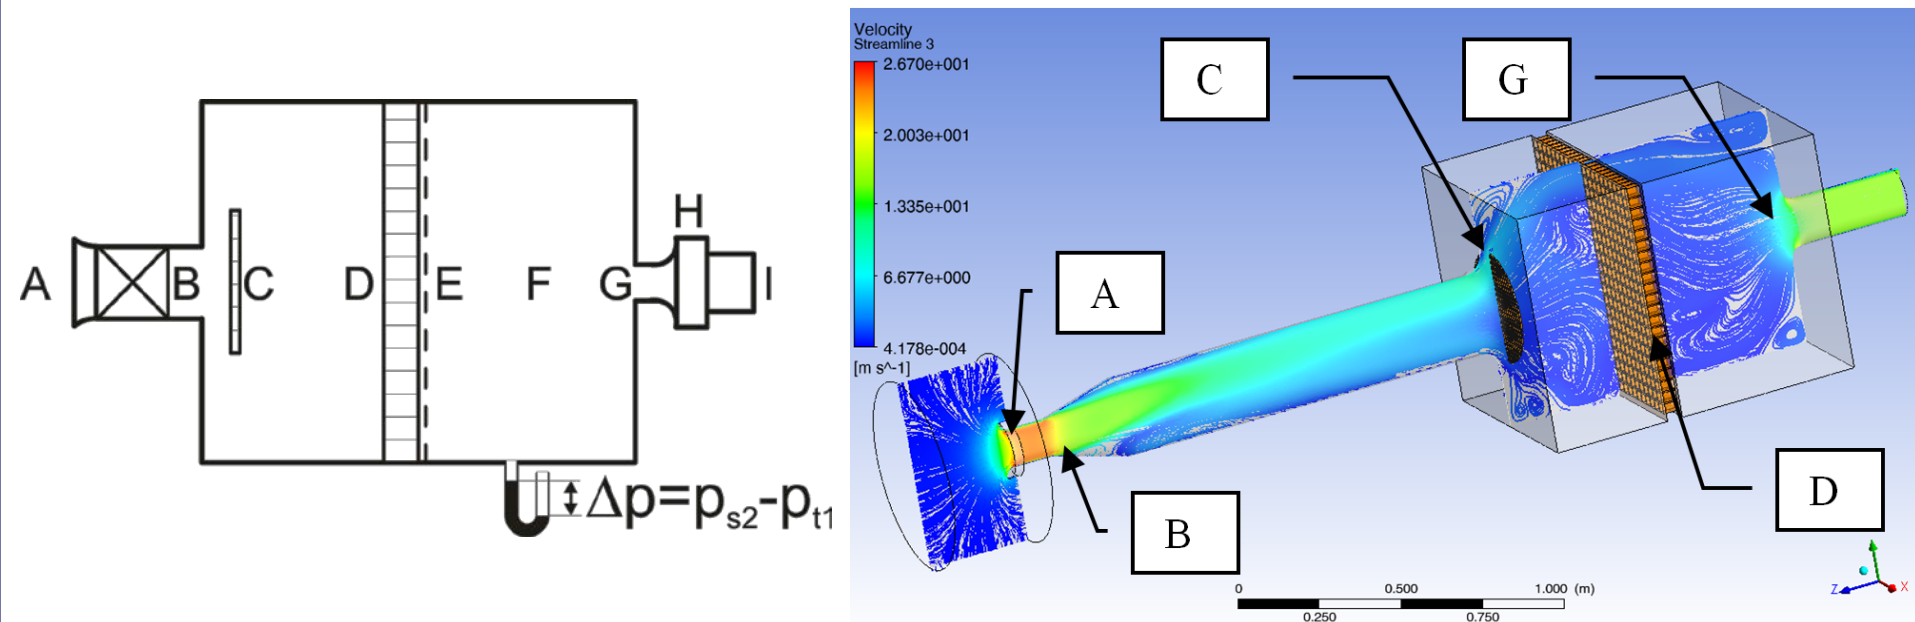 A B C D E F G H I
Δp=ps2-pt1
Velocity
Streamline 3
2.670e+001
2.003e+001
1.335e+001
6.677e+000
4.178e-004
[m s^-1]
C
G
A
B
D
0 0.500 1.000 (m)
0.250 0.750
Z X